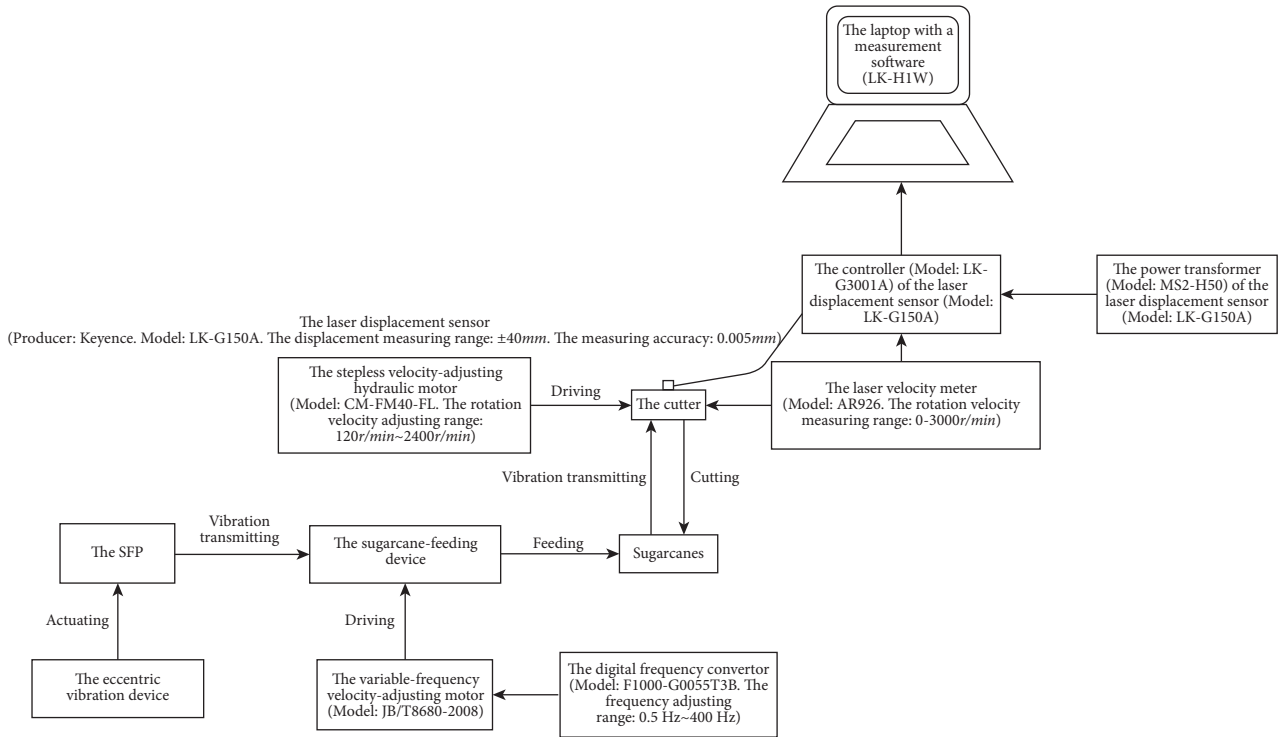 The laptop with a
measurement
software
(LK-H1W)
The controller (Model: LK-
G3001A) of the laser
displacement sensor (Model:
LK-G150A)
The power transformer
(Model: MS2-H50) of the
laser displacement sensor
(Model: LK-G150A)
The laser displacement sensor
(Producer: Keyence. Model: LK-G150A. The displacement measuring range: ±40mm. The measuring accuracy: 0.005mm)
The stepless velocity-adjusting
hydraulic motor
(Model: CM-FM40-FL. The rotation
velocity adjusting range:
120r/min~2400r/min)
Driving
The cutter
The laser velocity meter
(Model: AR926. The rotation velocity
measuring range: 0-3000r/min)
Vibration transmitting
Cutting
The SFP
Vibration
transmitting
The sugarcane-feeding
device
Feeding
Sugarcanes
Actuating
Driving
The eccentric
vibration device
The variable-frequency
velocity-adjusting motor
(Model: JB/T8680-2008)
The digital frequency convertor
(Model: F1000-G0055T3B. The
frequency adjusting
range: 0.5 Hz~400 Hz)